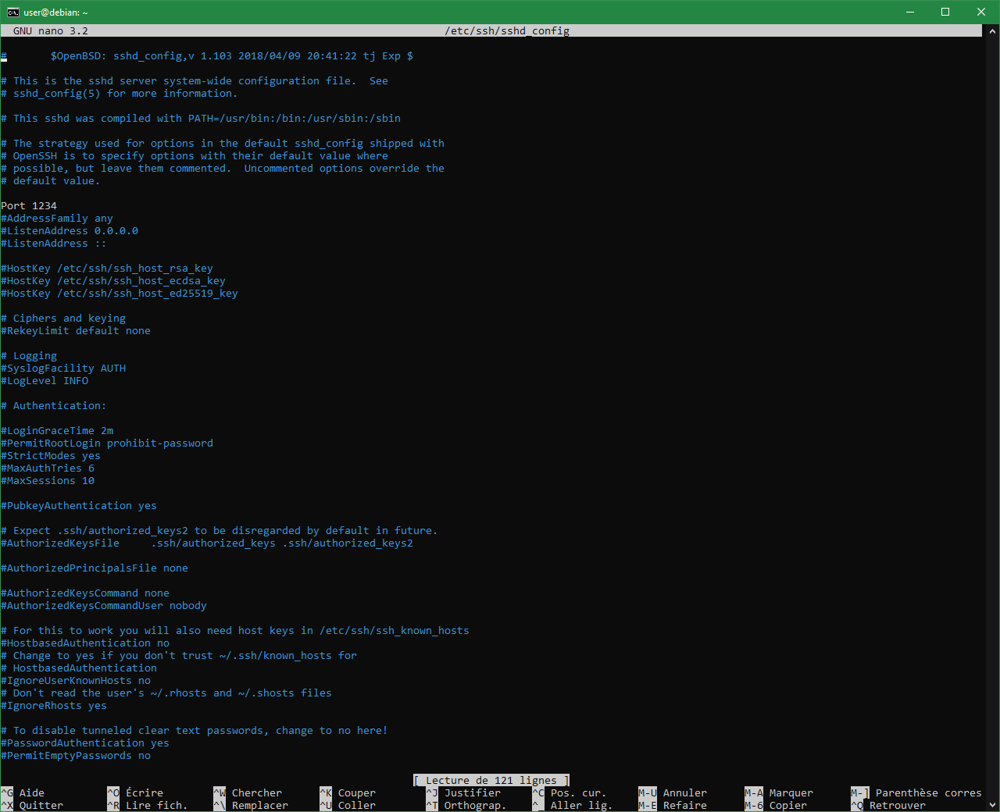 user@debian: ~
GNU nano 3.2 /etc/ssh/sshd_config
# $OpenBSD: sshd_config,v 1.103 2018/04/09 20:41:22 tj Exp $
# This is the sshd server system-wide configuration file.  See
# sshd_config(5) for more information.
# This sshd was compiled with PATH=/usr/bin:/bin:/usr/sbin:/sbin
# The strategy used for options in the default sshd_config shipped with
# OpenSSH is to specify options with their default value where
# possible, but leave them commented.  Uncommented options override the
# default value.
Port 1234
#AddressFamily any
#ListenAddress 0.0.0.0
#ListenAddress ::
#HostKey /etc/ssh/ssh_host_rsa_key
#HostKey /etc/ssh/ssh_host_ecdsa_key
#HostKey /etc/ssh/ssh_host_ed25519_key
# Ciphers and keying
#RekeyLimit default none
# Logging
#SyslogFacility AUTH
#LogLevel INFO
# Authentication:
#LoginGraceTime 2m
#PermitRootLogin prohibit-password
#StrictModes yes
#MaxAuthTries 6
#MaxSessions 10
#PubkeyAuthentication yes
# Expect .ssh/authorized_keys2 to be disregarded by default in future.
#AuthorizedKeysFile     .ssh/authorized_keys .ssh/authorized_keys2
#AuthorizedPrincipalsFile none
#AuthorizedKeysCommand none
#AuthorizedKeysCommandUser nobody
# For this to work you will also need host keys in /etc/ssh/ssh_known_hosts
#HostbasedAuthentication no
# Change to yes if you don't trust ~/.ssh/known_hosts for
# HostbasedAuthentication
#IgnoreUserKnownHosts no
# Don't read the user's ~/.rhosts and ~/.shosts files
#IgnoreRhosts yes
# To disable tunneled clear text passwords, change to no here!
#PasswordAuthentication yes
#PermitEmptyPasswords no
[ Lecture de 121 lignes ]
^G Aide ^O Écrire ^W Chercher ^K Couper ^J Justifier ^C Pos. cur. M-U Annuler M-A Marquer M-] Parenthèse corres
^X Quitter ^R Lire fich. ^\ Remplacer ^U Coller ^T Orthograp. ^_ Aller lig. M-E Refaire M-6 Copier ^Q Retrouver